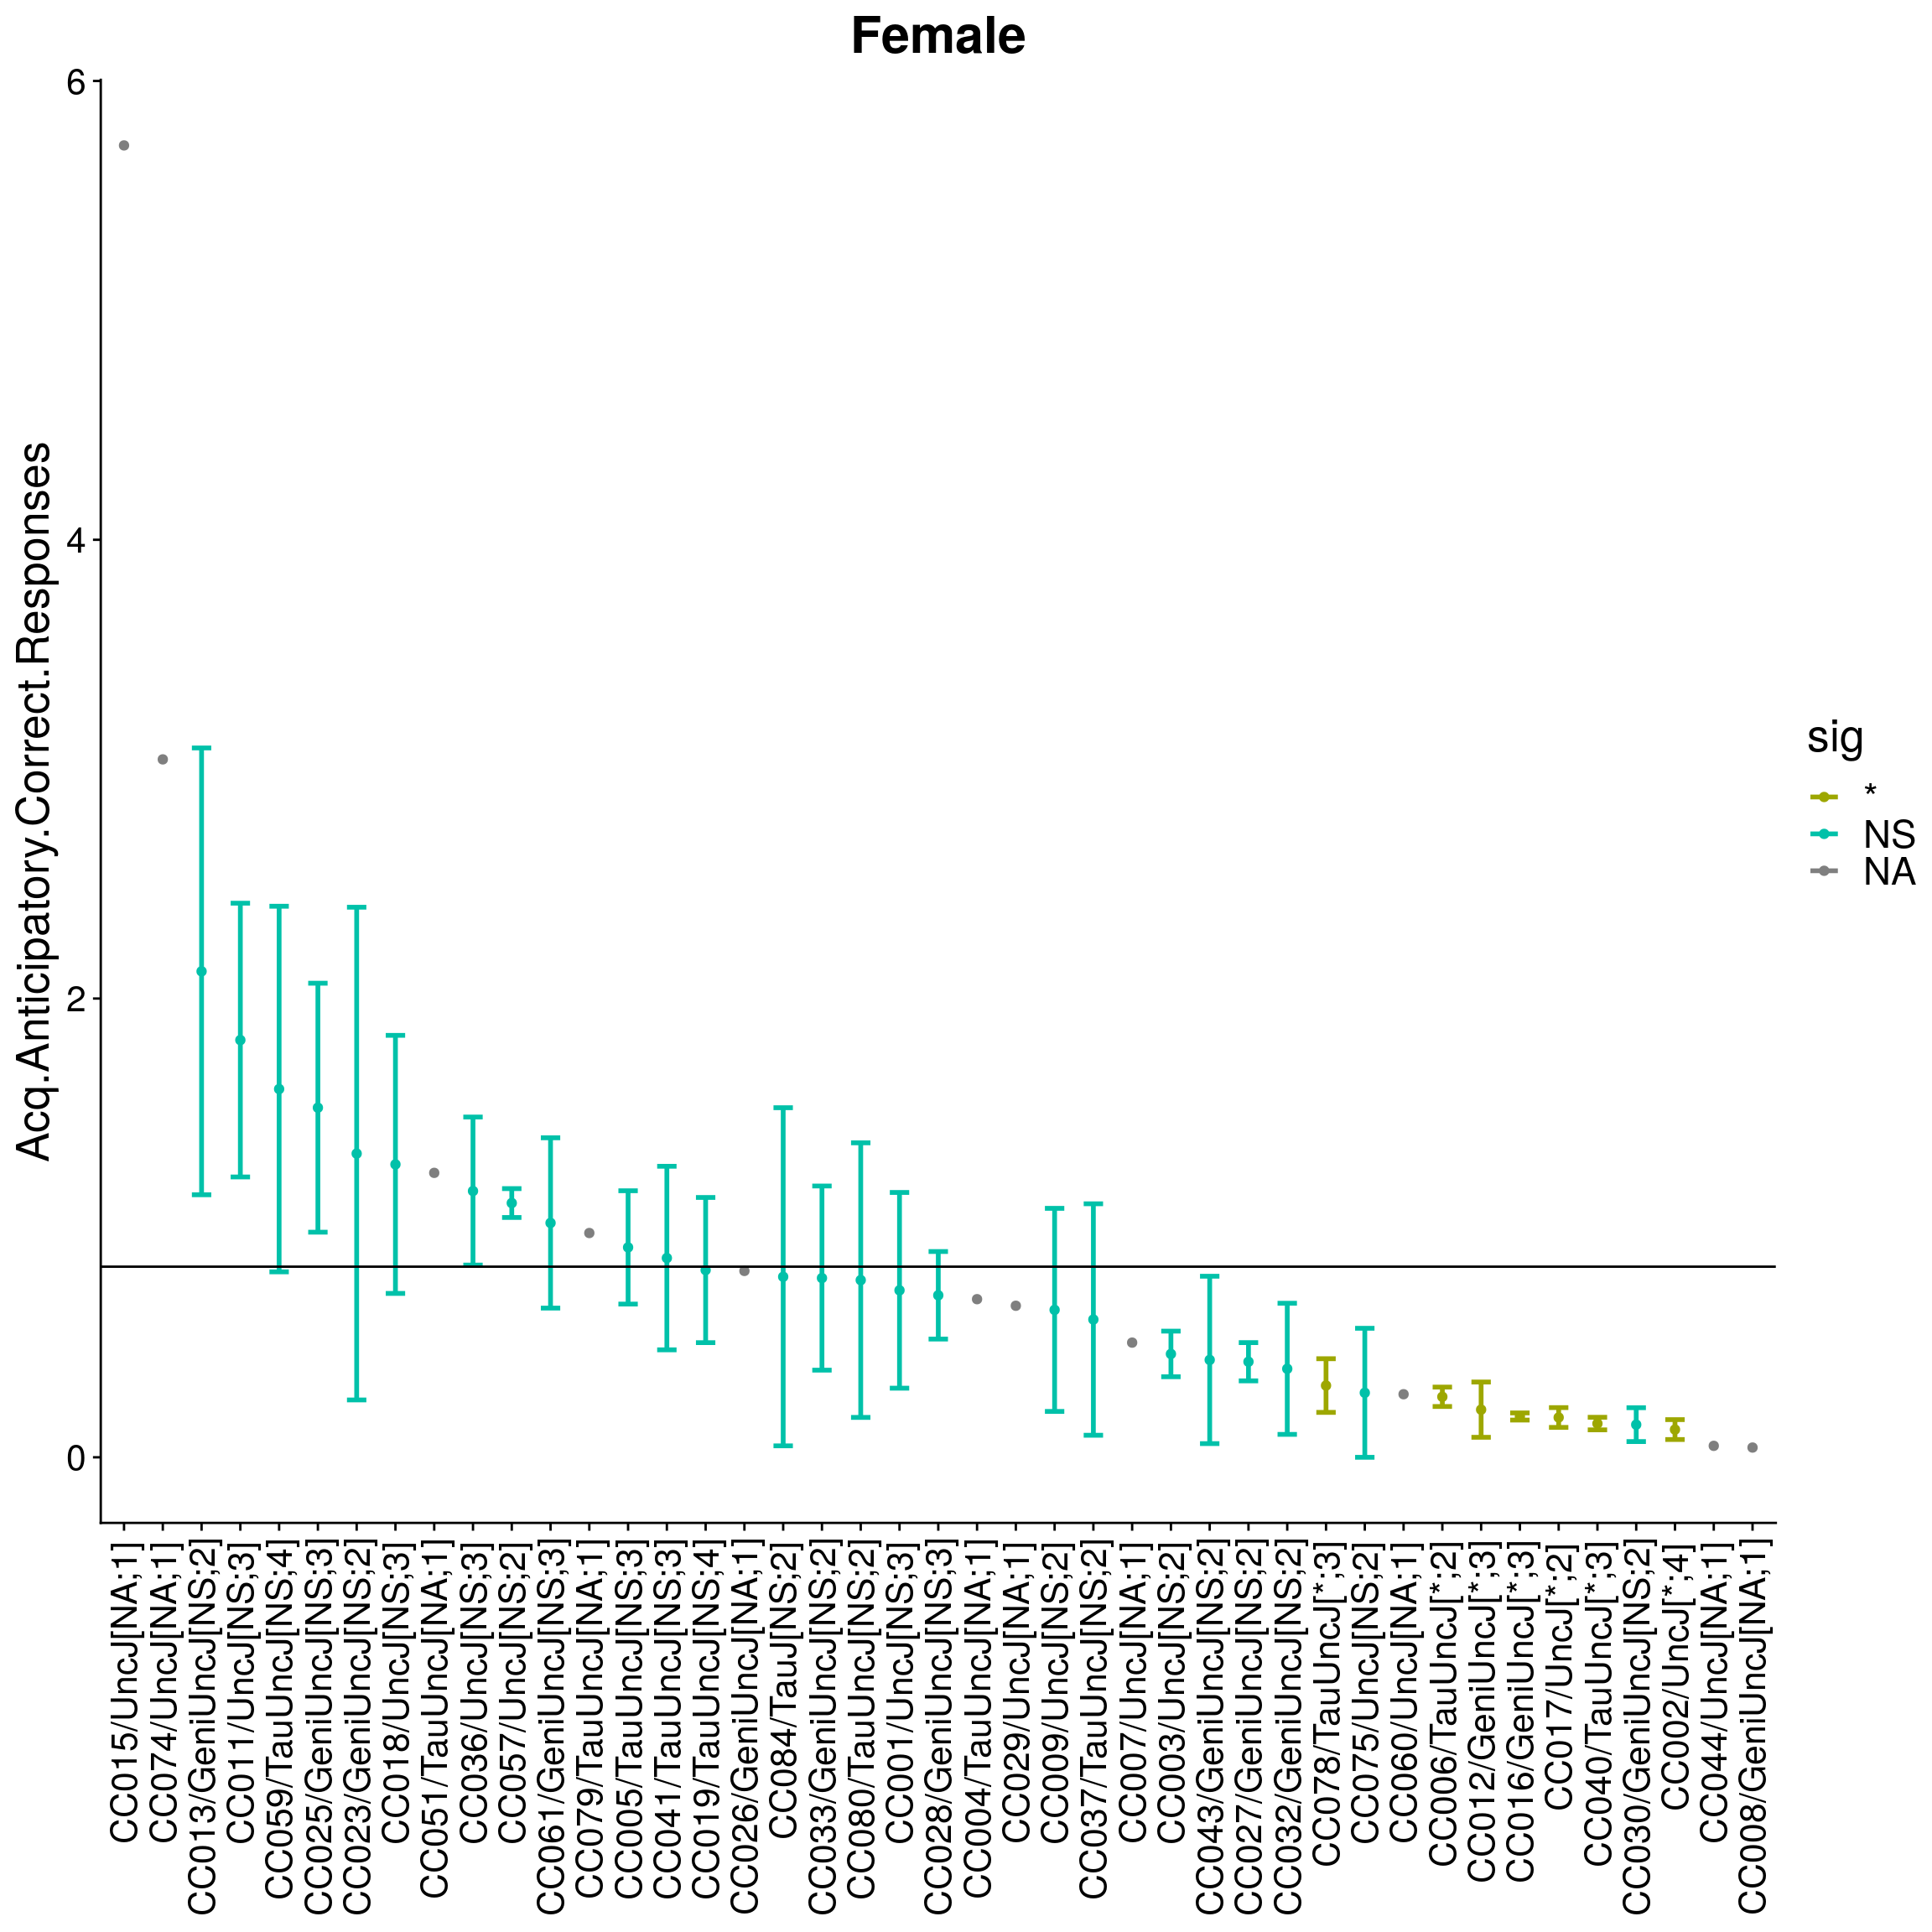 Female
6
4
2
0
Acq.Anticipatory.Correct.Responses
CC015/UncJ[NA;1]
CC074/UncJ[NA;1]
CC013/GeniUncJ[NS;2]
CC011/UncJ[NS;3]
CC059/TauUncJ[NS;4]
CC025/GeniUncJ[NS;3]
CC023/GeniUncJ[NS;2]
CC018/UncJ[NS;3]
CC051/TauUncJ[NA;1]
CC036/UncJ[NS;3]
CC057/UncJ[NS;2]
CC061/GeniUncJ[NS;3]
CC079/TauUncJ[NA;1]
CC005/TauUncJ[NS;3]
CC041/TauUncJ[NS;3]
CC019/TauUncJ[NS;4]
CC026/GeniUncJ[NA;1]
CC084/TauJ[NS;2]
CC033/GeniUncJ[NS;2]
CC080/TauUncJ[NS;2]
CC001/UncJ[NS;3]
CC028/GeniUncJ[NS;3]
CC004/TauUncJ[NA;1]
CC029/UncJ[NA;1]
CC009/UncJ[NS;2]
CC037/TauUncJ[NS;2]
CC007/UncJ[NA;1]
CC003/UncJ[NS;2]
CC043/GeniUncJ[NS;2]
CC027/GeniUncJ[NS;2]
CC032/GeniUncJ[NS;2]
CC078/TauUncJ[*;3]
CC075/UncJ[NS;2]
CC060/UncJ[NA;1]
CC006/TauUncJ[*;2]
CC012/GeniUncJ[*;3]
CC016/GeniUncJ[*;3]
CC017/UncJ[*;2]
CC040/TauUncJ[*;3]
CC030/GeniUncJ[NS;2]
CC002/UncJ[*;4]
CC044/UncJ[NA;1]
CC008/GeniUncJ[NA;1]
sig
*
NS
NA